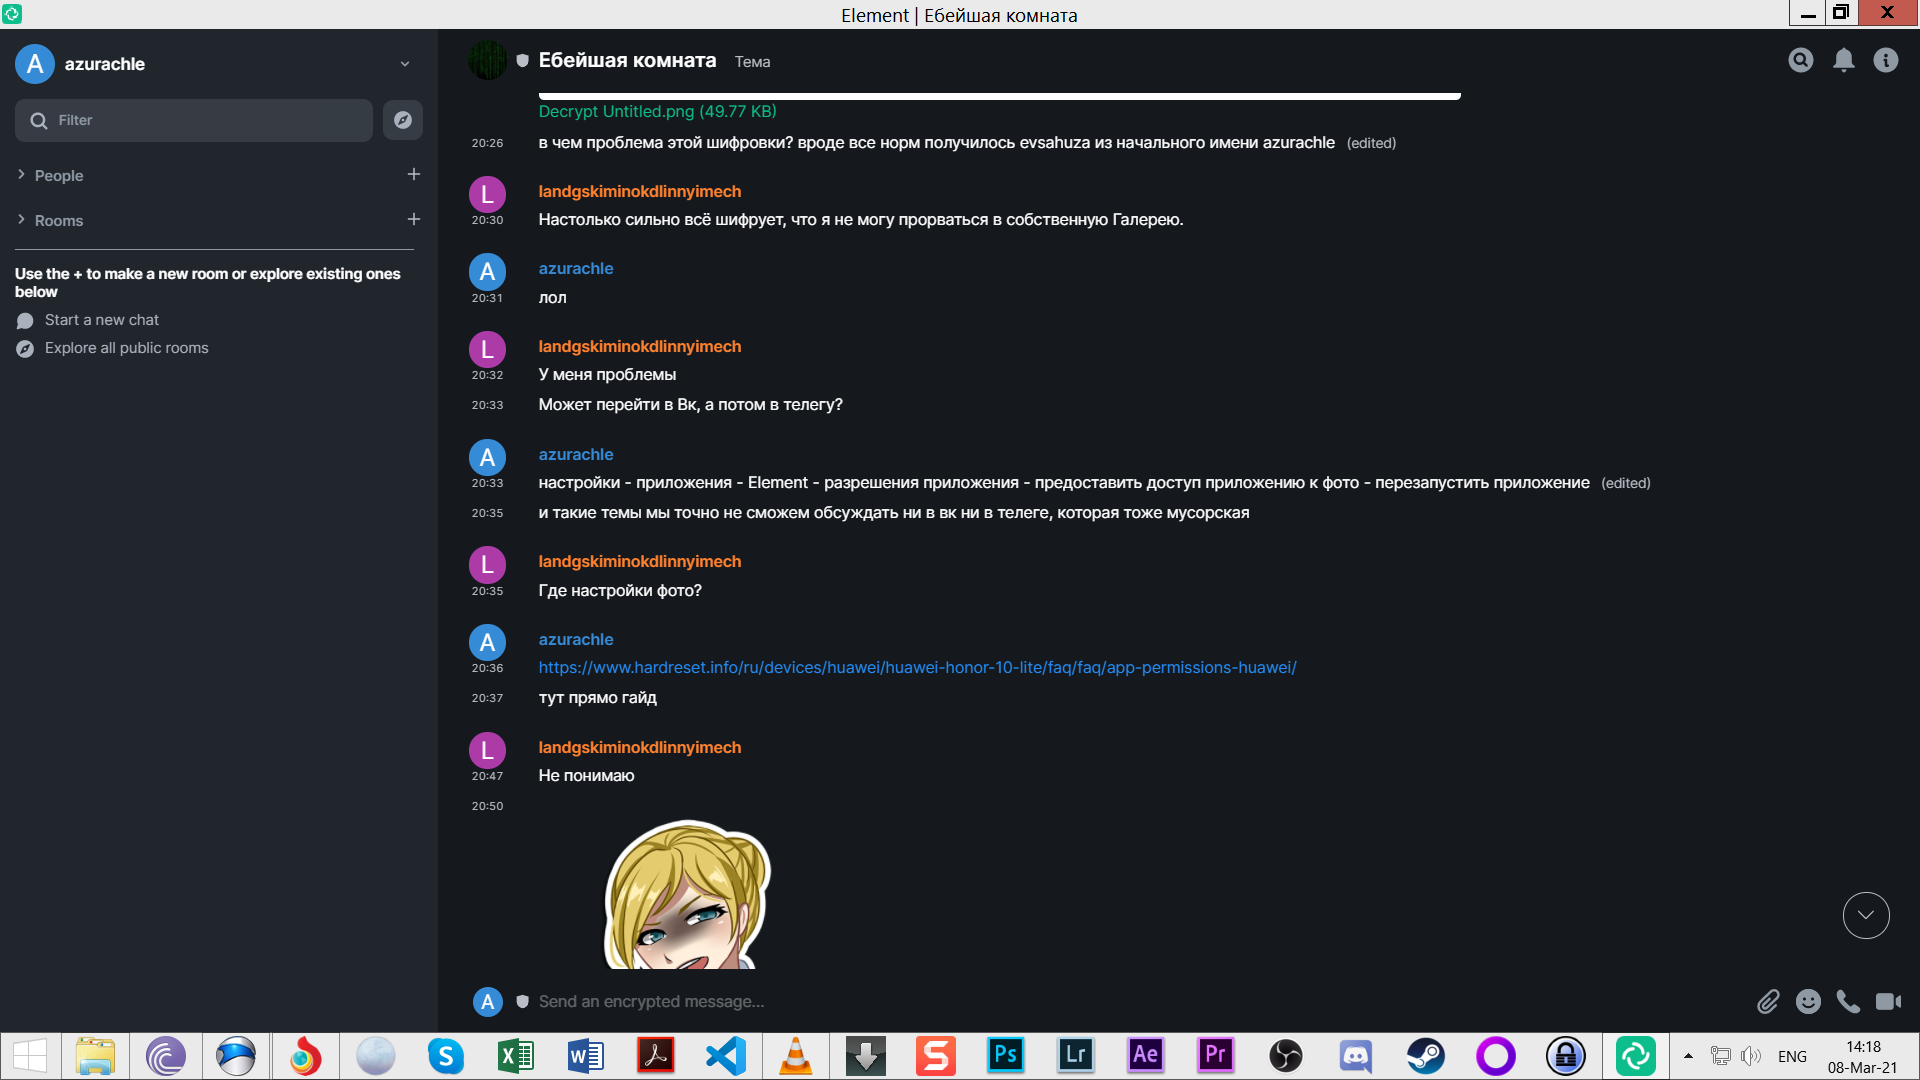 Element | Ебейшая комната
A azurachle
Filter
People
Rooms
Use the + to make a new room or explore existing ones
below
Start a new chat
Explore all public rooms
Ебейшая комната Тема
Decrypt Untitled.png (49.77 KB)
20:26 в чем проблема этой шифровки? вроде все норм получилось evsahuza из начального имени azurachle (edited)
L landgskiminokdlinnyimech
20:30 Настолько сильно всё шифрует, что я не могу прорваться в собственную Галерею.
A azurachle
20:31 лол
L landgskiminokdlinnyimech
20:32 У меня проблемы
20:33 Может перейти в Вк, а потом в телегу?
A azurachle
20:33 настройки - приложения - Element - разрешения приложения - предоставить доступ приложению к фото - перезапустить приложение (edited)
20:35 и такие темы мы точно не сможем обсуждать ни в вк ни в телеге, которая тоже мусорская
L landgskiminokdlinnyimech
20:35 Где настройки фото?
A azurachle
20:36 https://www.hardreset.info/ru/devices/huawei/huawei-honor-10-lite/faq/faq/app-permissions-huawei/
20:37 тут прямо гайд
L landgskiminokdlinnyimech
20:47 Не понимаю
20:50
A Send an encrypted message...
S X W S Ps Lr Ae Pr ENG 14:18
08-Mar-21